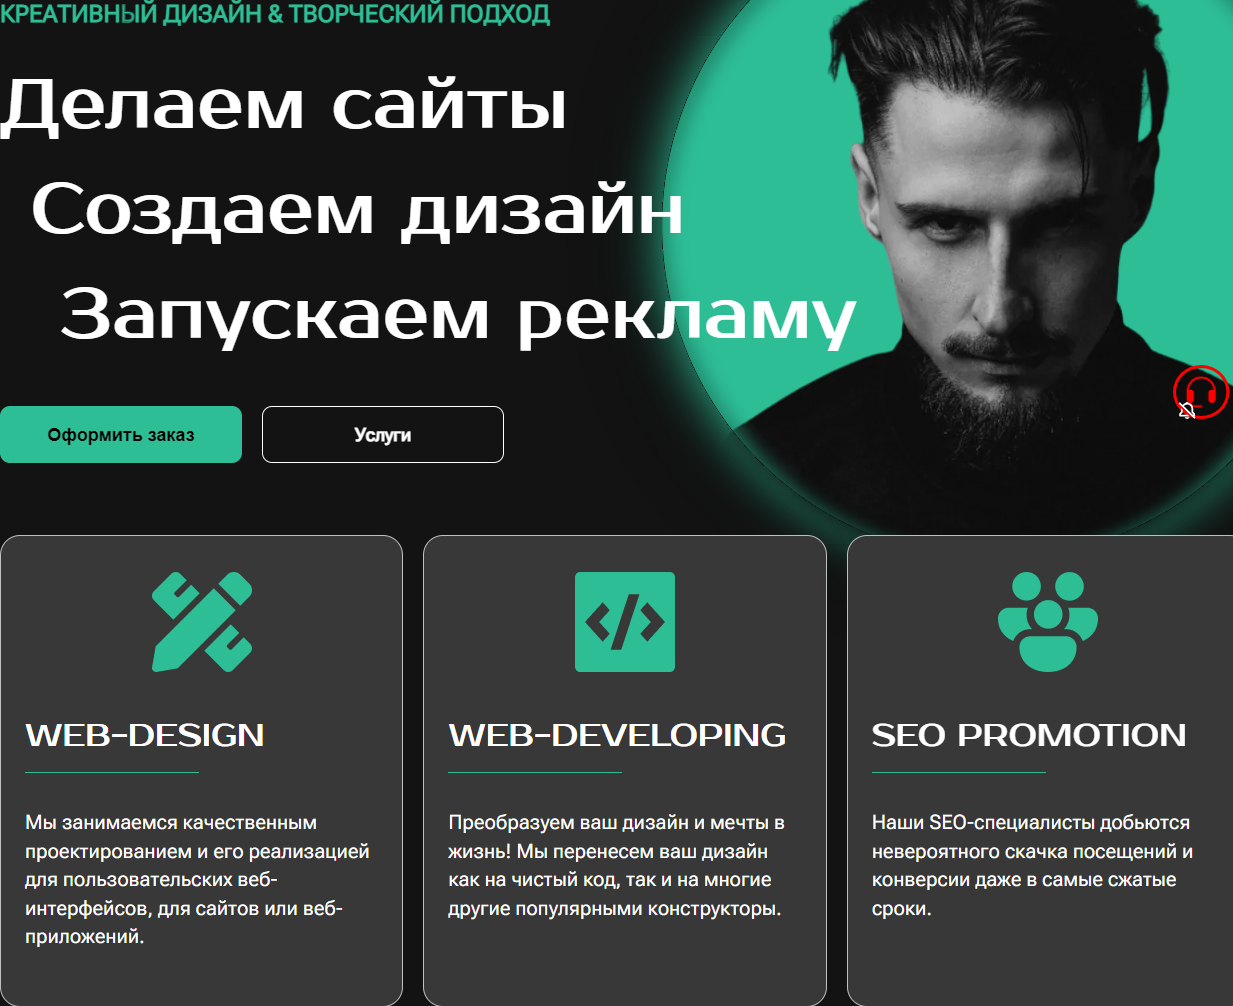 КРЕАТИВНЫЙ ДИЗАЙН & ТВОРЧЕСКИЙ ПОДХОД
Делаем сайты
Создаем дизайн
Запускаем рекламу
Оформить заказ
Услуги
WEB-DESIGN
Мы занимаемся качественным
проектированием и его реализацией
для пользовательских веб-
интерфейсов, для сайтов или веб-
приложений.
WEB-DEVELOPING
Преобразуем ваш дизайн и мечты в
жизнь! Мы перенесем ваш дизайн
как на чистый код, так и на многие
другие популярными конструкторы.
SEO PROMOTION
Наши SEO-специалисты добьются
невероятного скачка посещений и
конверсии даже в самые сжатые
сроки.